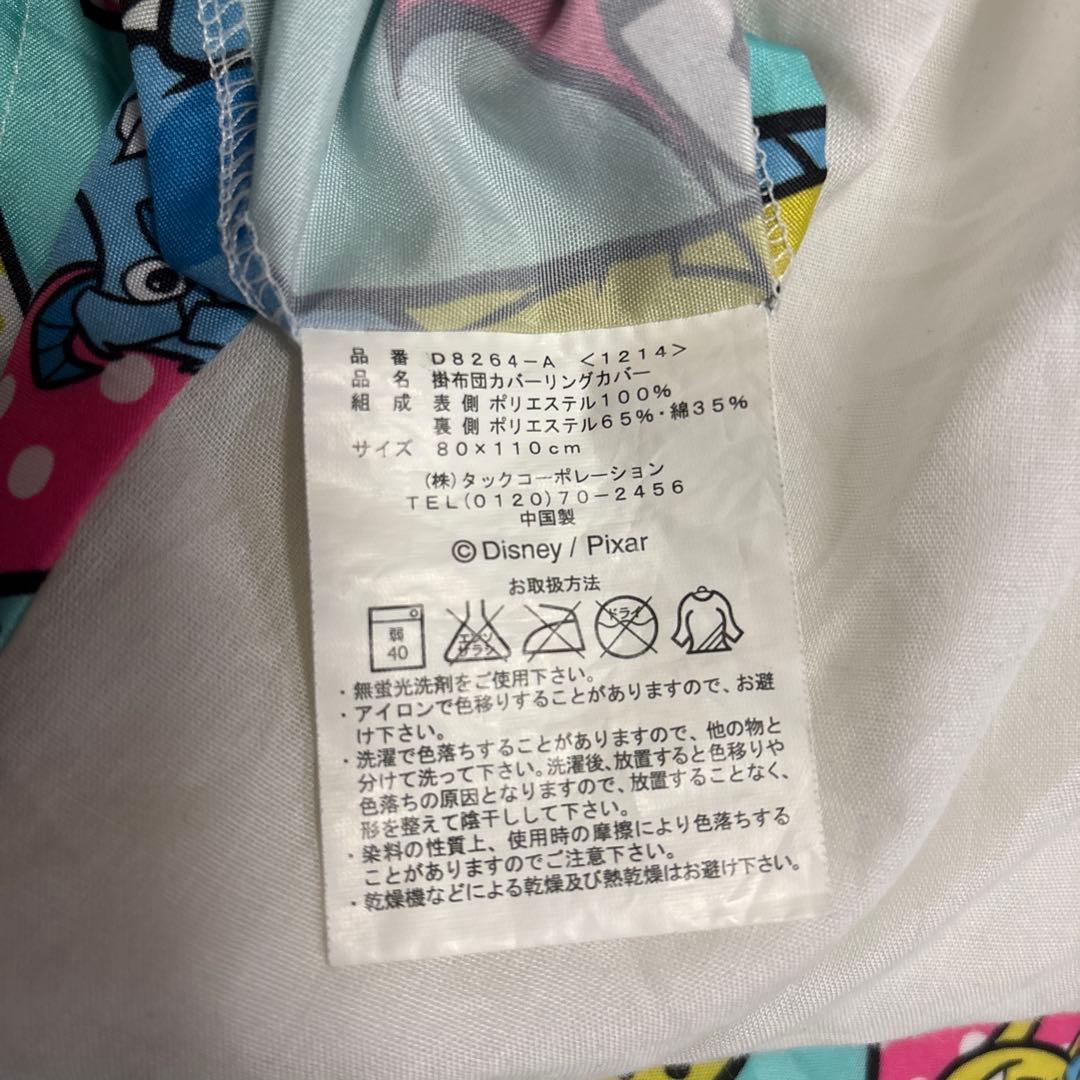 品 番 D8264-A <1214>
品 名 掛布団カバーリングカバー
組 成 表 側 ポリエステル100%
裏 側 ポリエステル65%・綿35%
サイズ 80×110cm
(株)タックコーポレーション
TEL(0120)70-2456
中国製
©Disney / Pixar
お取扱方法
弱
40
エンソ
サラシ
ドライ
・無蛍光洗剤をご使用下さい。
・アイロンで色移りすることがありますので、お避
け下さい。
・洗濯で色落ちすることがありますので、他の物と
分けて洗って下さい。洗濯後、放置すると色移りや
色落ちの原因となりますので、放置することなく、
形を整えて陰干しして下さい。
・染料の性質上、使用時の摩擦により色落ちする
ことがありますのでご注意下さい。
・乾燥機などによる乾燥及び熱乾燥はお避け下さい。